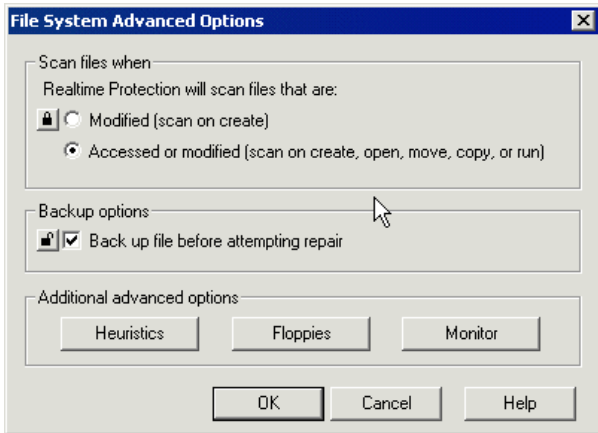 File System Advanced Options
Scan files when
Realtime Protection will scan files that are:
Modified (scan on create)
Accessed or modified (scan on create, open, move, copy, or run)
Backup options
Back up file before attempting repair
Additional advanced options
Heuristics Floppies Monitor
OK Cancel Help